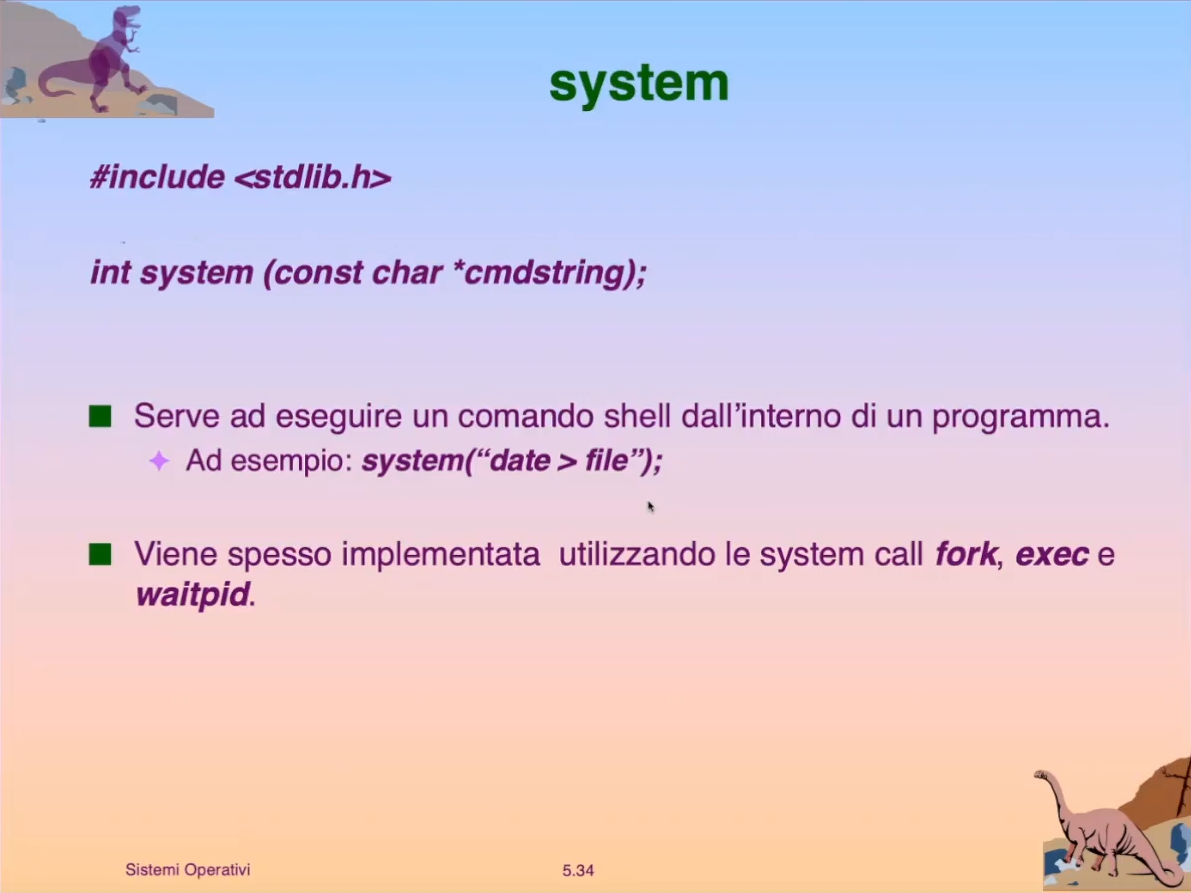 system
#include <stdlib.h>
int system (const char *cmdstring);
Serve ad eseguire un comando shell dall’interno di un programma.
Ad esempio: system(“date > file”);
Viene spesso implementata  utilizzando le system call fork, exec e
waitpid.
Sistemi Operativi
5.34